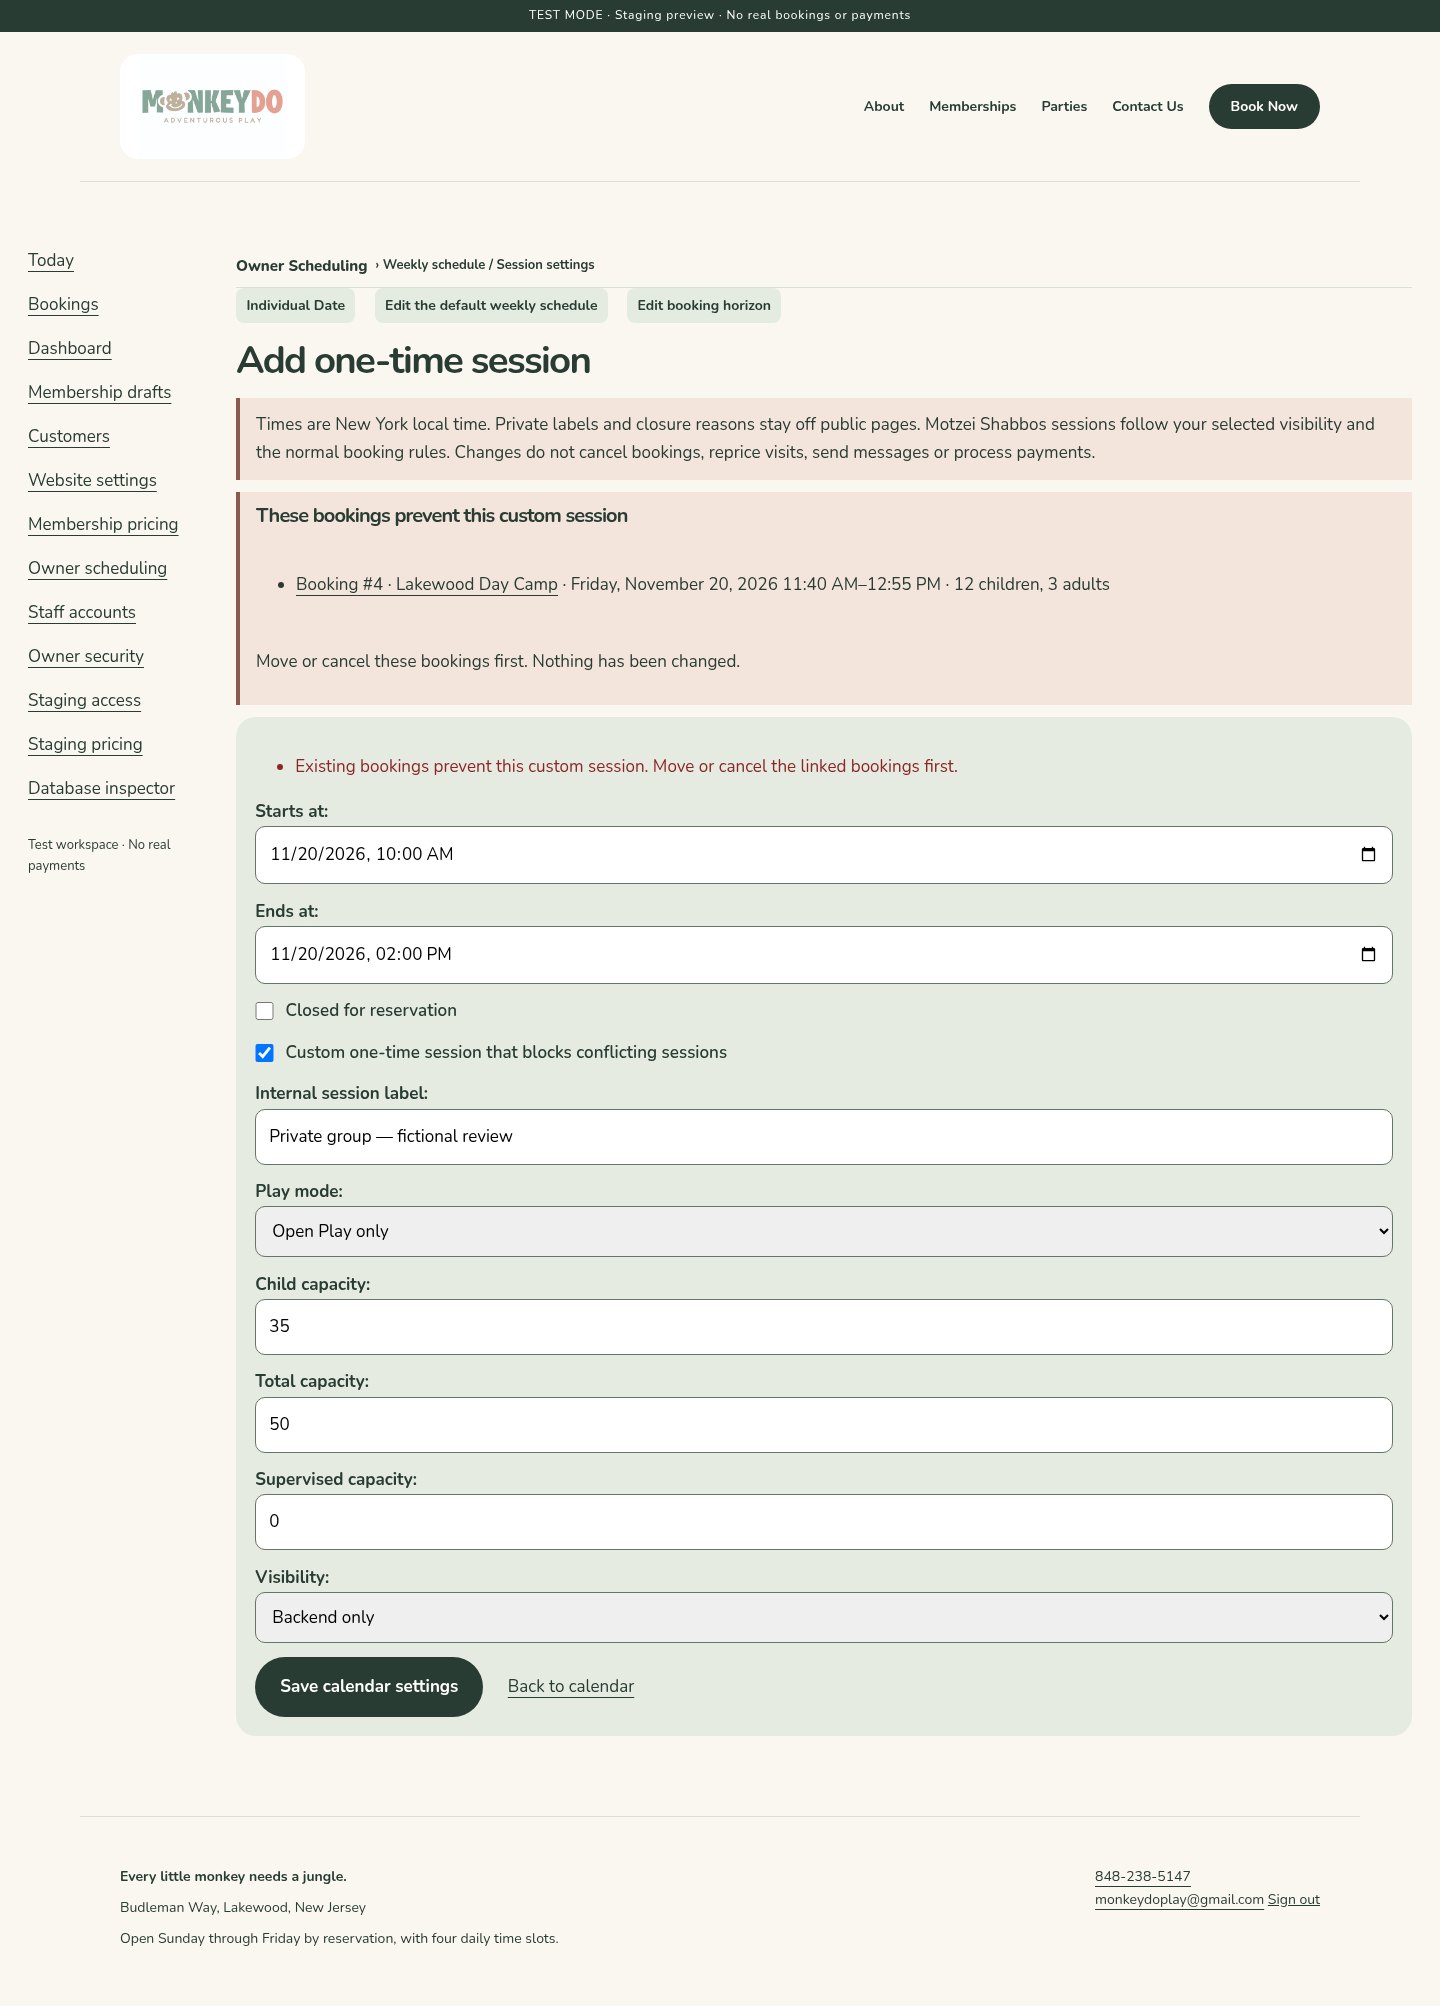 TEST MODE · Staging preview · No real bookings or payments
MONKEYDO
ADVENTUROUS PLAY
About
Memberships
Parties
Contact Us
Book Now
Today
Bookings
Dashboard
Membership drafts
Customers
Website settings
Membership pricing
Owner scheduling
Staff accounts
Owner security
Staging access
Staging pricing
Database inspector
Test workspace · No real
payments
Owner Scheduling › Weekly schedule / Session settings
Individual Date
Edit the default weekly schedule
Edit booking horizon
Add one-time session
Times are New York local time. Private labels and closure reasons stay off public pages. Motzei Shabbos sessions follow your selected visibility and
the normal booking rules. Changes do not cancel bookings, reprice visits, send messages or process payments.
These bookings prevent this custom session
• Booking #4 · Lakewood Day Camp · Friday, November 20, 2026 11:40 AM–12:55 PM · 12 children, 3 adults
Move or cancel these bookings first. Nothing has been changed.
• Existing bookings prevent this custom session. Move or cancel the linked bookings first.
Starts at:
11/20/2026, 10:00 AM
Ends at:
11/20/2026, 02:00 PM
Closed for reservation
Custom one-time session that blocks conflicting sessions
Internal session label:
Private group — fictional review
Play mode:
Open Play only
Child capacity:
35
Total capacity:
50
Supervised capacity:
0
Visibility:
Backend only
Save calendar settings
Back to calendar
Every little monkey needs a jungle.
Budleman Way, Lakewood, New Jersey
Open Sunday through Friday by reservation, with four daily time slots.
848-238-5147
monkeydoplay@gmail.com Sign out